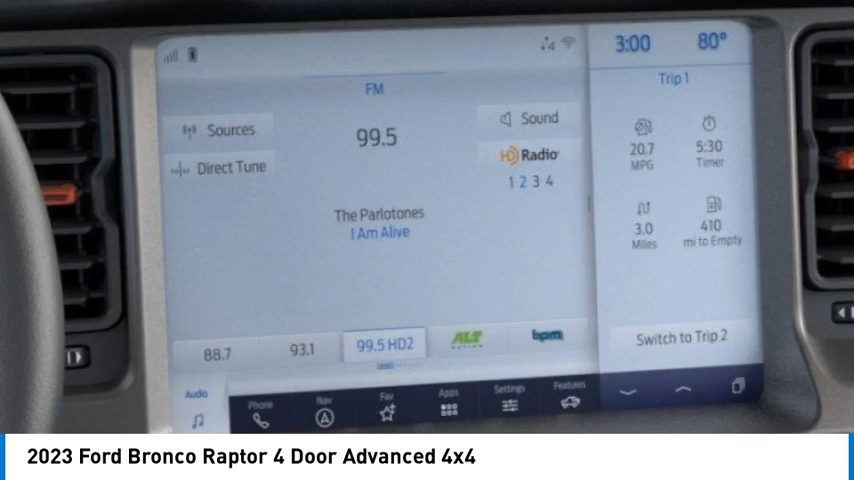 3:00 80°
FM
Trip 1
Sources
99.5
Sound
Direct Tune
HD Radio
1 2 3 4
20.7
MPG
5:30
Timer
The Parlotones
I Am Alive
3.0
Miles
410
mi to Empty
88.7 93.1 99.5 HD2 ALT NATION bpm
Switch to Trip 2
Audio Phone Nav Fav Apps Settings Features
2023 Ford Bronco Raptor 4 Door Advanced 4x4